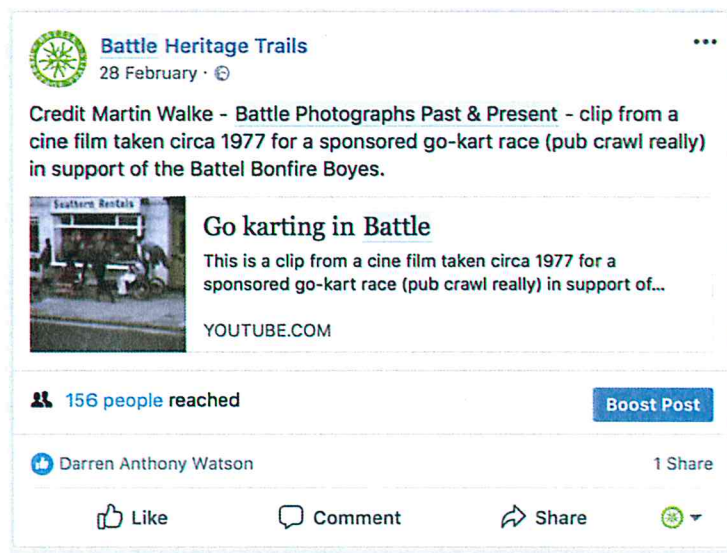 Battle Heritage Trails
28 February ·
Credit Martin Walke - Battle Photographs Past & Present - clip from a
cine film taken circa 1977 for a sponsored go-kart race (pub crawl really)
in support of the Battel Bonfire Boyes.
Southern Rentals
Go karting in Battle
This is a clip from a cine film taken circa 1977 for a
sponsored go-kart race (pub crawl really) in support of...
YOUTUBE.COM
156 people reached
Boost Post
Darren Anthony Watson
1 Share
Like
Comment
Share